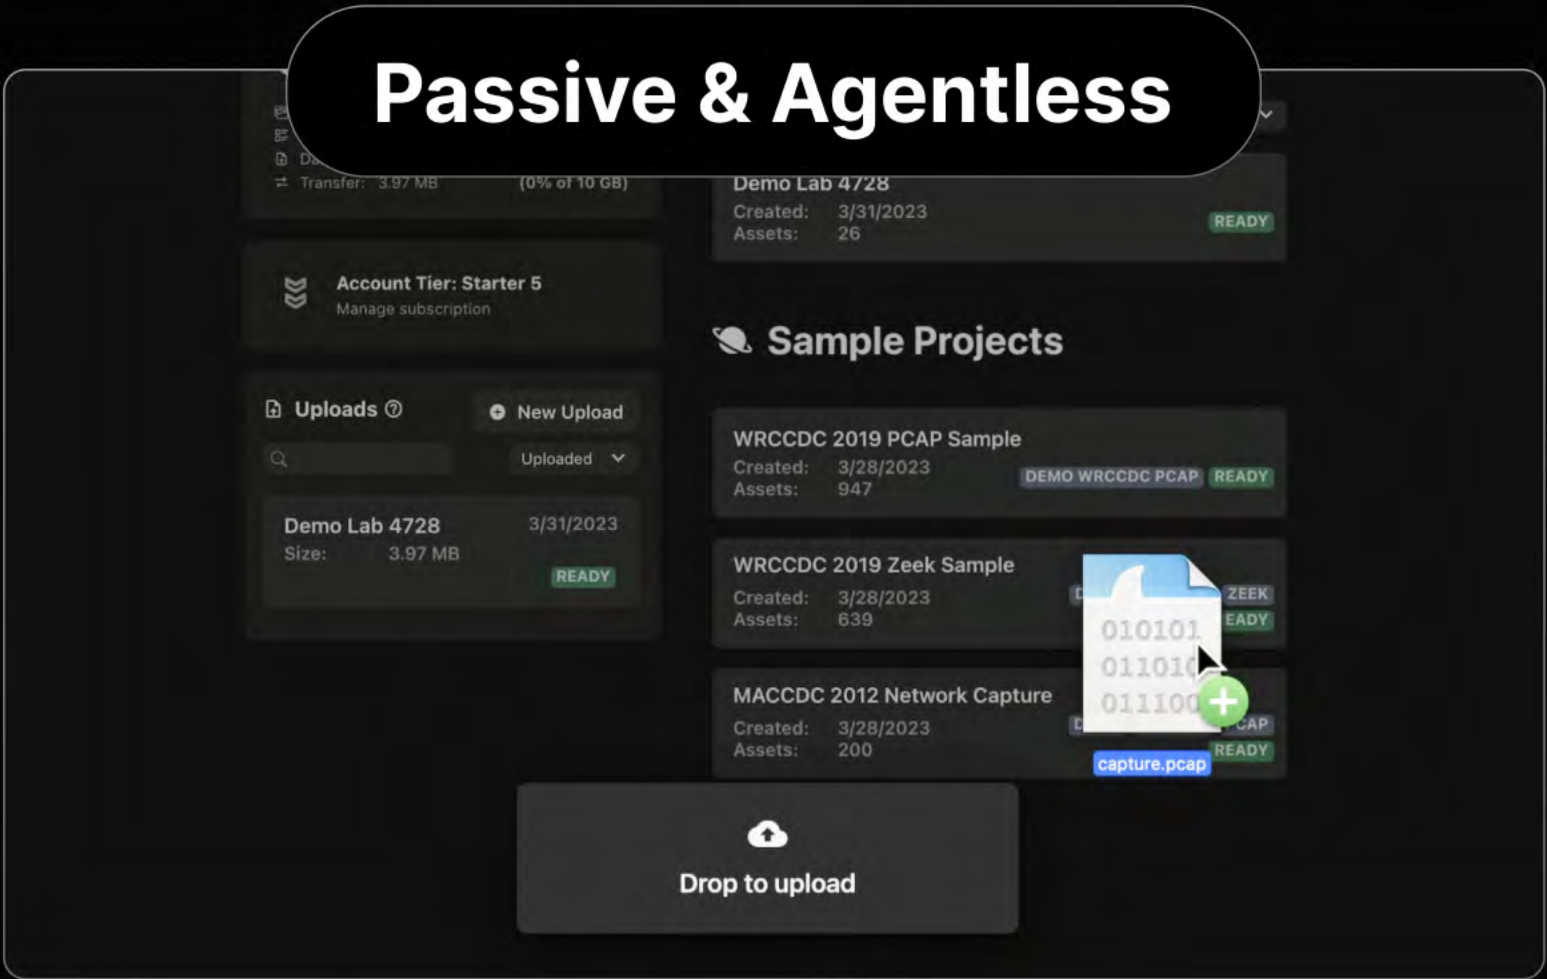 Passive & Agentless
Transfer: 3.97 MB (0% of 10 GB)
Account Tier: Starter 5
Manage subscription
Uploads
New Upload
Uploaded
Demo Lab 4728 3/31/2023
Size: 3.97 MB
READY
Demo Lab 4728
Created: 3/31/2023
Assets: 26
READY
Sample Projects
WRCCDC 2019 PCAP Sample
Created: 3/28/2023
Assets: 947
DEMO WRCCDC PCAP READY
WRCCDC 2019 Zeek Sample
Created: 3/28/2023
Assets: 639
ZEEK
EADY
MACCDC 2012 Network Capture
Created: 3/28/2023
Assets: 200
CAP
READY
010101
011010
011100
capture.pcap
Drop to upload